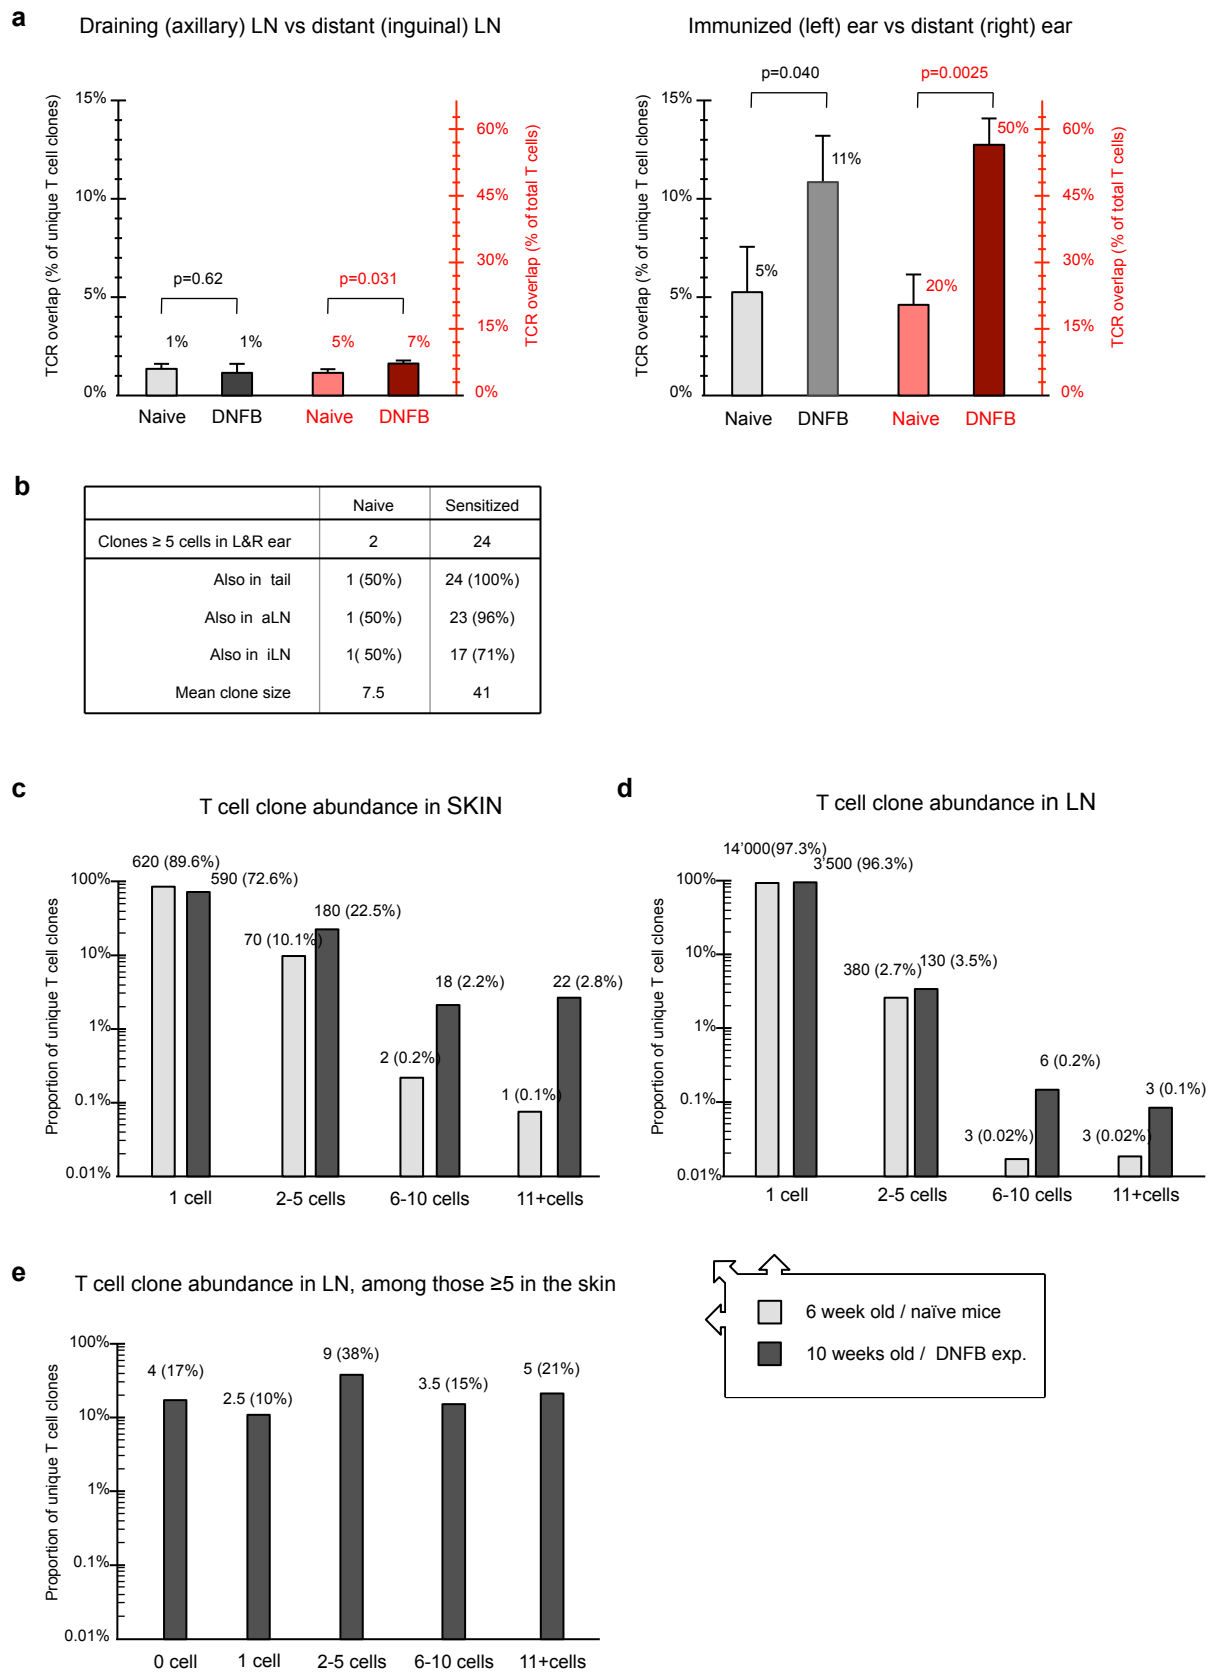 a
Draining (axillary) LN vs distant (inguinal) LN
Immunized (left) ear vs distant (right) ear
TCR overlap (% of unique T cell clones)
15%
10%
5%
0%
p=0.62
p=0.031
1%
1%
5%
7%
Naive
DNFB
Naive
DNFB
60%
45%
30%
15%
0%
TCR overlap (% of total T cells)
TCR overlap (% of unique T cell clones)
15%
10%
5%
0%
p=0.040
p=0.0025
5%
11%
20%
50%
Naive
DNFB
Naive
DNFB
60%
45%
30%
15%
0%
TCR overlap (% of total T cells)
b
Naive Sensitized
Clones ≥ 5 cells in L&R ear 2 24
Also in tail 1 (50%) 24 (100%)
Also in aLN 1 (50%) 23 (96%)
Also in iLN 1( 50%) 17 (71%)
Mean clone size 7.5 41
c
T cell clone abundance in SKIN
Proportion of unique T cell clones
100%
10%
1%
0.1%
0.01%
620 (89.6%)
590 (72.6%)
70 (10.1%)
180 (22.5%)
2 (0.2%)
18 (2.2%)
1 (0.1%)
22 (2.8%)
1 cell
2-5 cells
6-10 cells
11+cells
d
T cell clone abundance in LN
Proportion of unique T cell clones
100%
10%
1%
0.1%
0.01%
14'000(97.3%)
3'500 (96.3%)
380 (2.7%)
130 (3.5%)
3 (0.02%)
6 (0.2%)
3 (0.02%)
3 (0.1%)
1 cell
2-5 cells
6-10 cells
11+cells
6 week old / naïve mice
10 weeks old / DNFB exp.
e
T cell clone abundance in LN, among those ≥5 in the skin
Proportion of unique T cell clones
100%
10%
1%
0.1%
0.01%
4 (17%)
2.5 (10%)
9 (38%)
3.5 (15%)
5 (21%)
0 cell
1 cell
2-5 cells
6-10 cells
11+cells